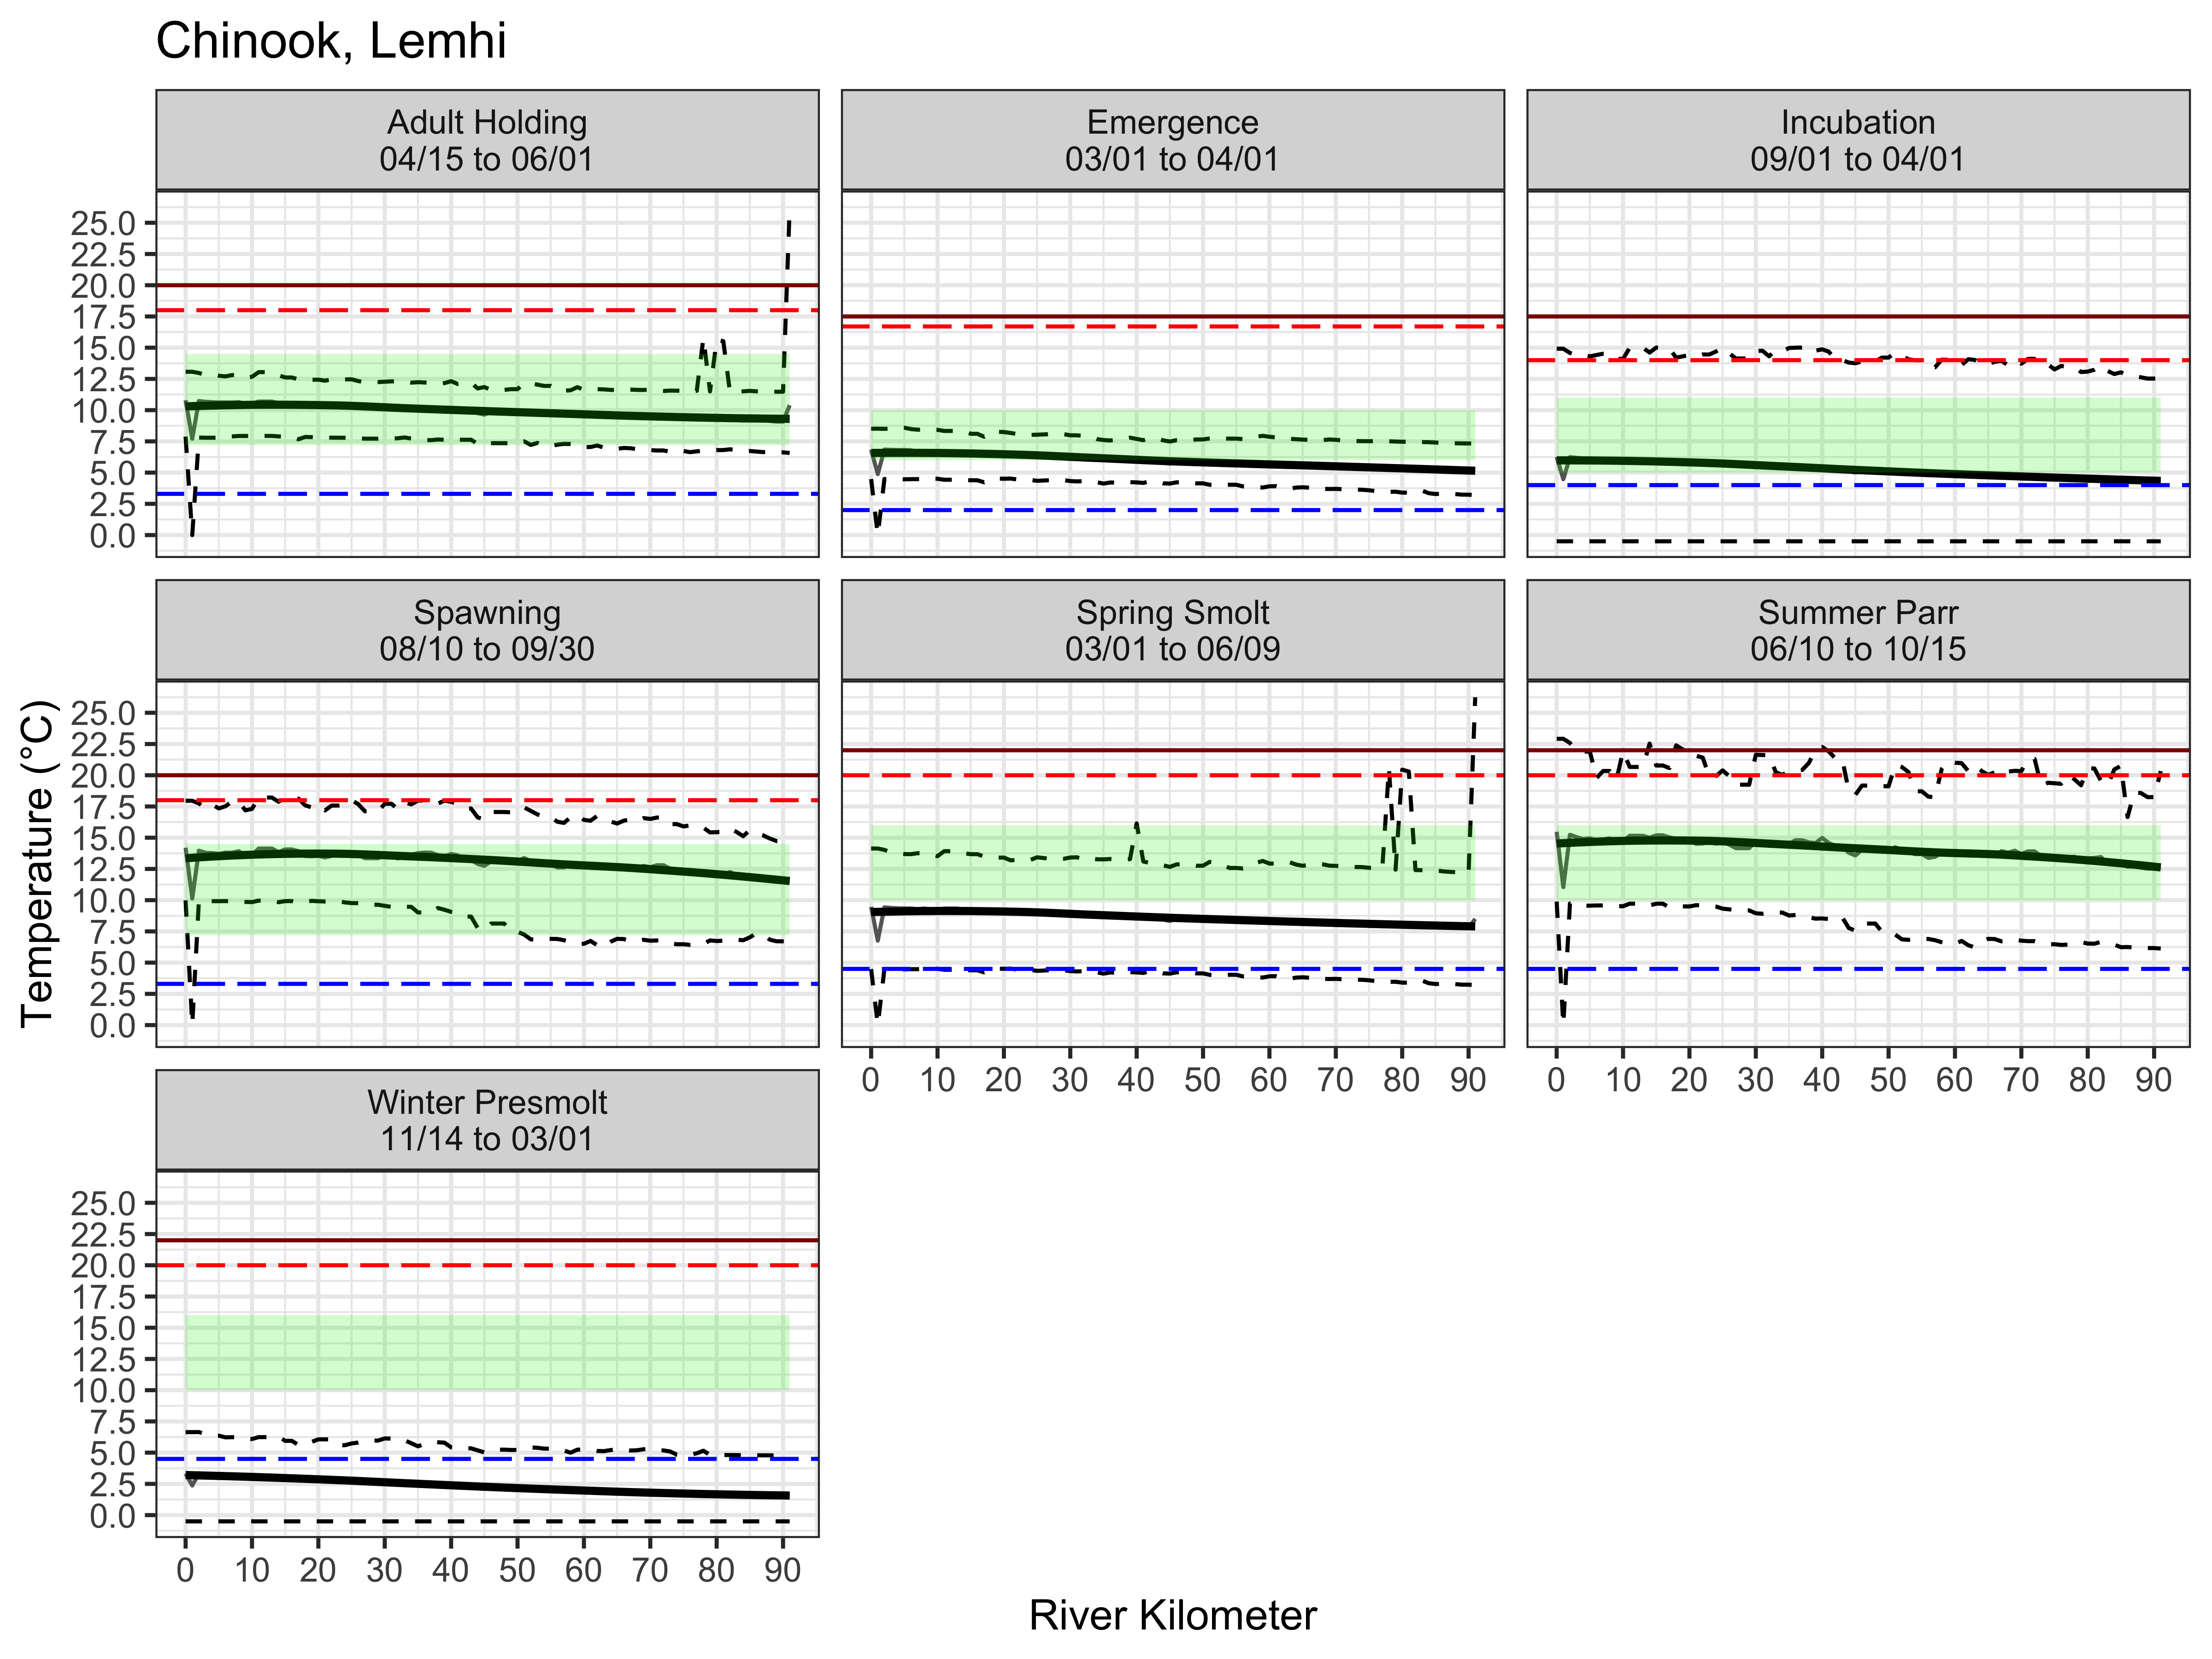 Chinook, Lemhi
Adult Holding
04/15 to 06/01
Emergence
03/01 to 04/01
Incubation
09/01 to 04/01
25.0
22.5
20.0
17.5
15.0
12.5
10.0
7.5
5.0
2.5
0.0
Spawning
08/10 to 09/30
Spring Smolt
03/01 to 06/09
Summer Parr
06/10 to 10/15
Temperature (°C)
25.0
22.5
20.0
17.5
15.0
12.5
10.0
7.5
5.0
2.5
0.0
0 10 20 30 40 50 60 70 80 90
0 10 20 30 40 50 60 70 80 90
Winter Presmolt
11/14 to 03/01
25.0
22.5
20.0
17.5
15.0
12.5
10.0
7.5
5.0
2.5
0.0
0 10 20 30 40 50 60 70 80 90
River Kilometer